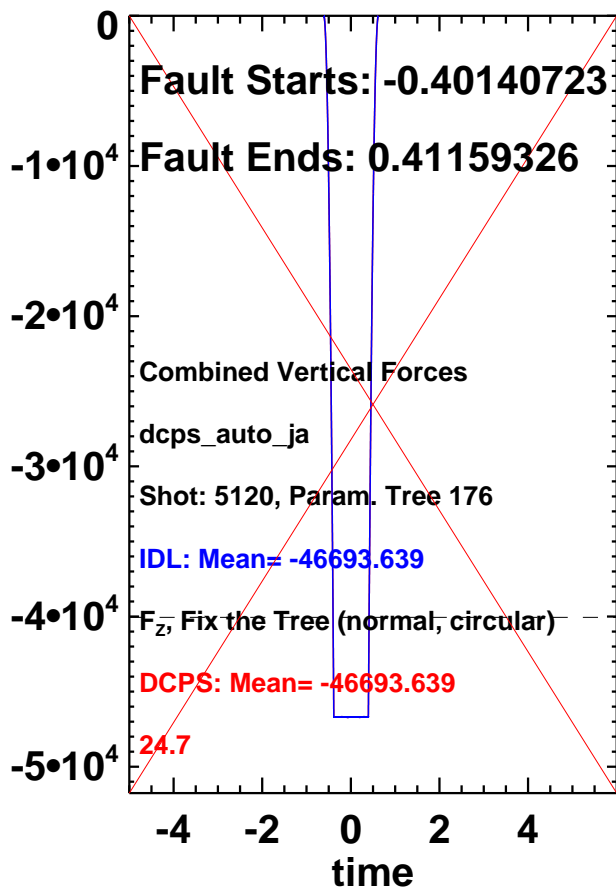 0
Fault Starts: -0.40140723
Fault Ends: 0.41159326
-1•10⁴
-2•10⁴
Combined Vertical Forces
dcps_auto_ja
-3•10⁴
Shot: 5120, Param. Tree 176
IDL: Mean= -46693.639
-4•10⁴
F_Z, Fix the Tree (normal, circular)
DCPS: Mean= -46693.639
24.7
-5•10⁴
-4 -2 0 2 4
time